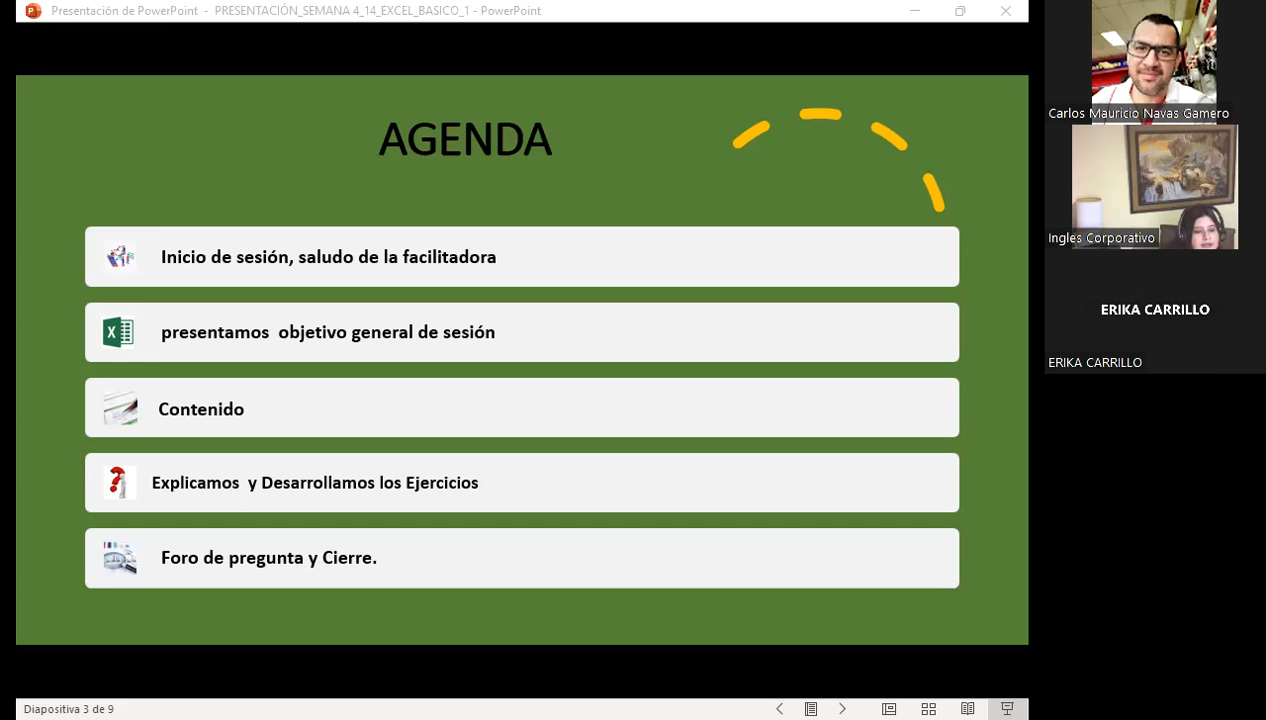 Presentación de PowerPoint - PRESENTACIÓN_SEMANA 4_14_EXCEL_BASICO_1 - PowerPoint
AGENDA
Inicio de sesión, saludo de la facilitadora
presentamos objetivo general de sesión
Contenido
Explicamos y Desarrollamos los Ejercicios
Foro de pregunta y Cierre.
Diapositiva 3 de 9
Carlos Mauricio Navas Gamero
Ingles Corporativo
ERIKA CARRILLO
ERIKA CARRILLO